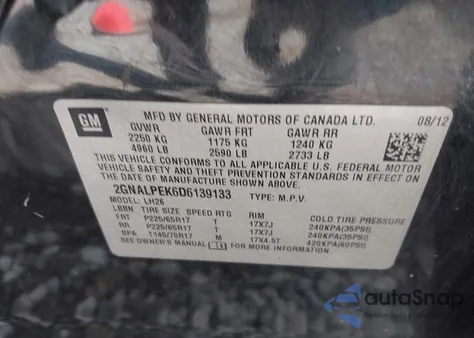 GM
MFD BY GENERAL MOTORS OF CANADA LTD. 08/12
GVWR GAWR FRT GAWR RR
2250 KG 1175 KG 1240 KG
4960 LB 2590 LB 2733 LB
THIS VEHICLE CONFORMS TO ALL APPLICABLE U.S. FEDERAL MOTOR
VEHICLE SAFETY, BUMPER, AND THEFT PREVENTION STANDARDS IN
EFFECT ON THE DATE OF MANUFACTURE SHOWN ABOVE.
2GNALPEK6D6139133 TYPE: M.P.V.
MODEL: LH26
LBBN TIRE SIZE SPEED RTG RIM COLD TIRE PRESSURE
FRT P225/65R17 T 17X7J 240KPA(35PSI)
RR P225/65R17 T 17X7J 240KPA(35PSI)
SPA T145/70R17 M 17X4.5T 420KPA(60PSI)
SEE OWNER'S MANUAL FOR MORE INFORMATION.
autoSnap